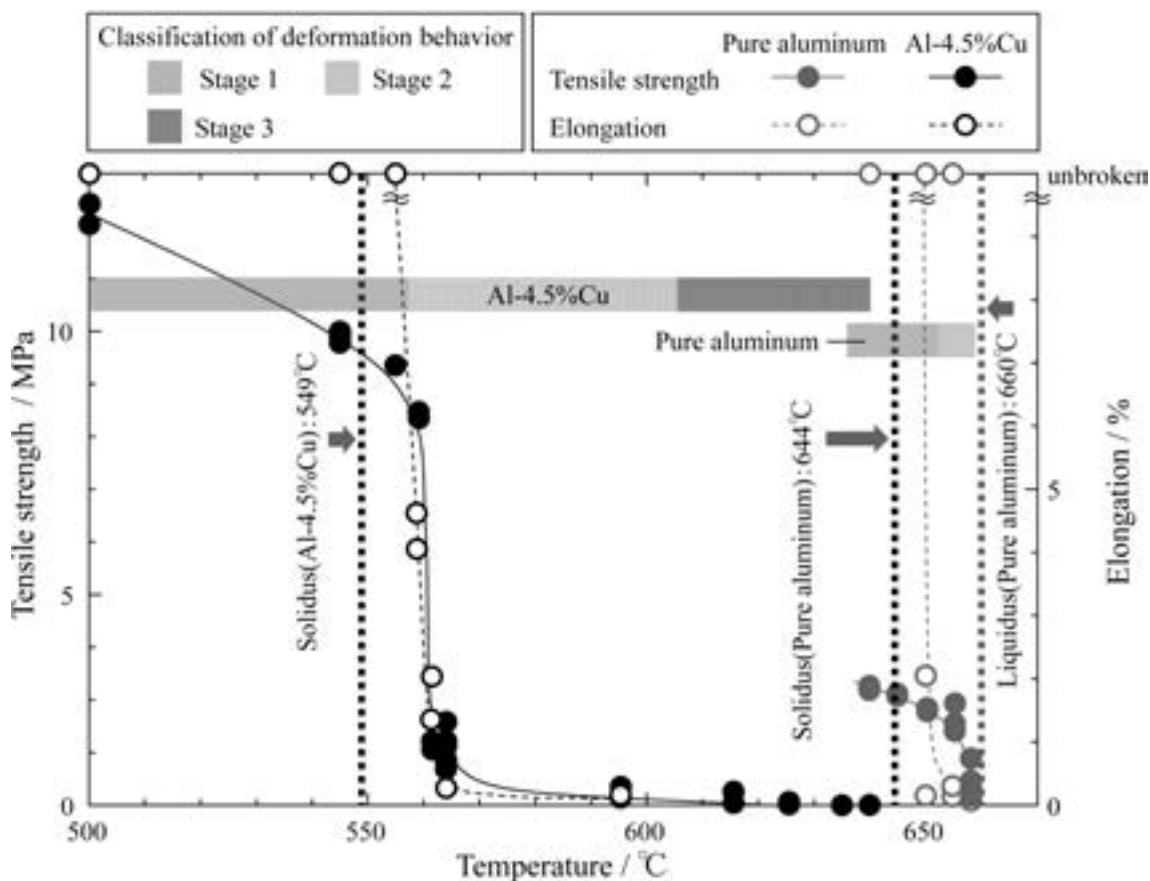 Classification of deformation behavior
Stage 1
Stage 2
Stage 3
Pure aluminum
Al-4.5%Cu
Tensile strength
Elongation
unbroken
Al-4.5%Cu
Pure aluminum
Solidus(Al-4.5%Cu):549℃
Solidus(Pure aluminum):644℃
Liquidus(Pure aluminum):660℃
10
5
0
Tensile strength / MPa
5
0
Elongation / %
500
550
600
650
Temperature / ℃